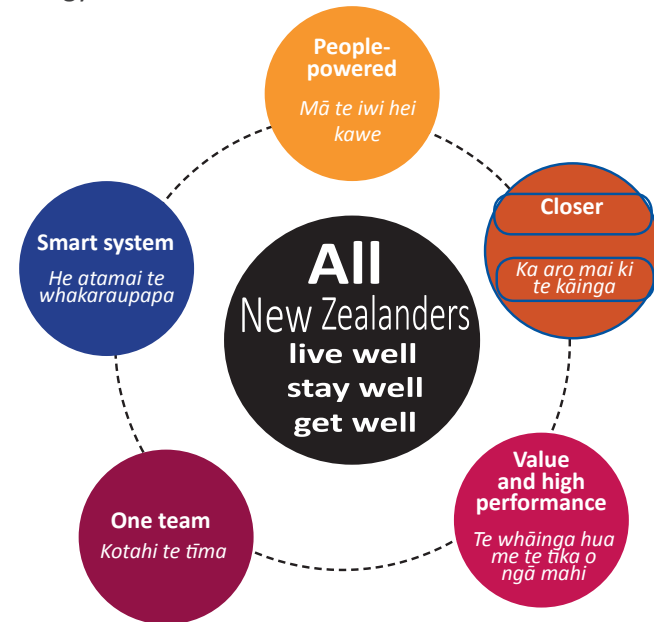 People-
powered
Mā te iwi hei
kawe
Closer
Ka aro mai ki
te kāinga
Smart system
He atamai te
whakaraupapa
All
New Zealanders
live well
stay well
get well
Value
and high
performance
Te whāinga hua
me te tika o
ngā mahi
One team
Kotahi te tīma